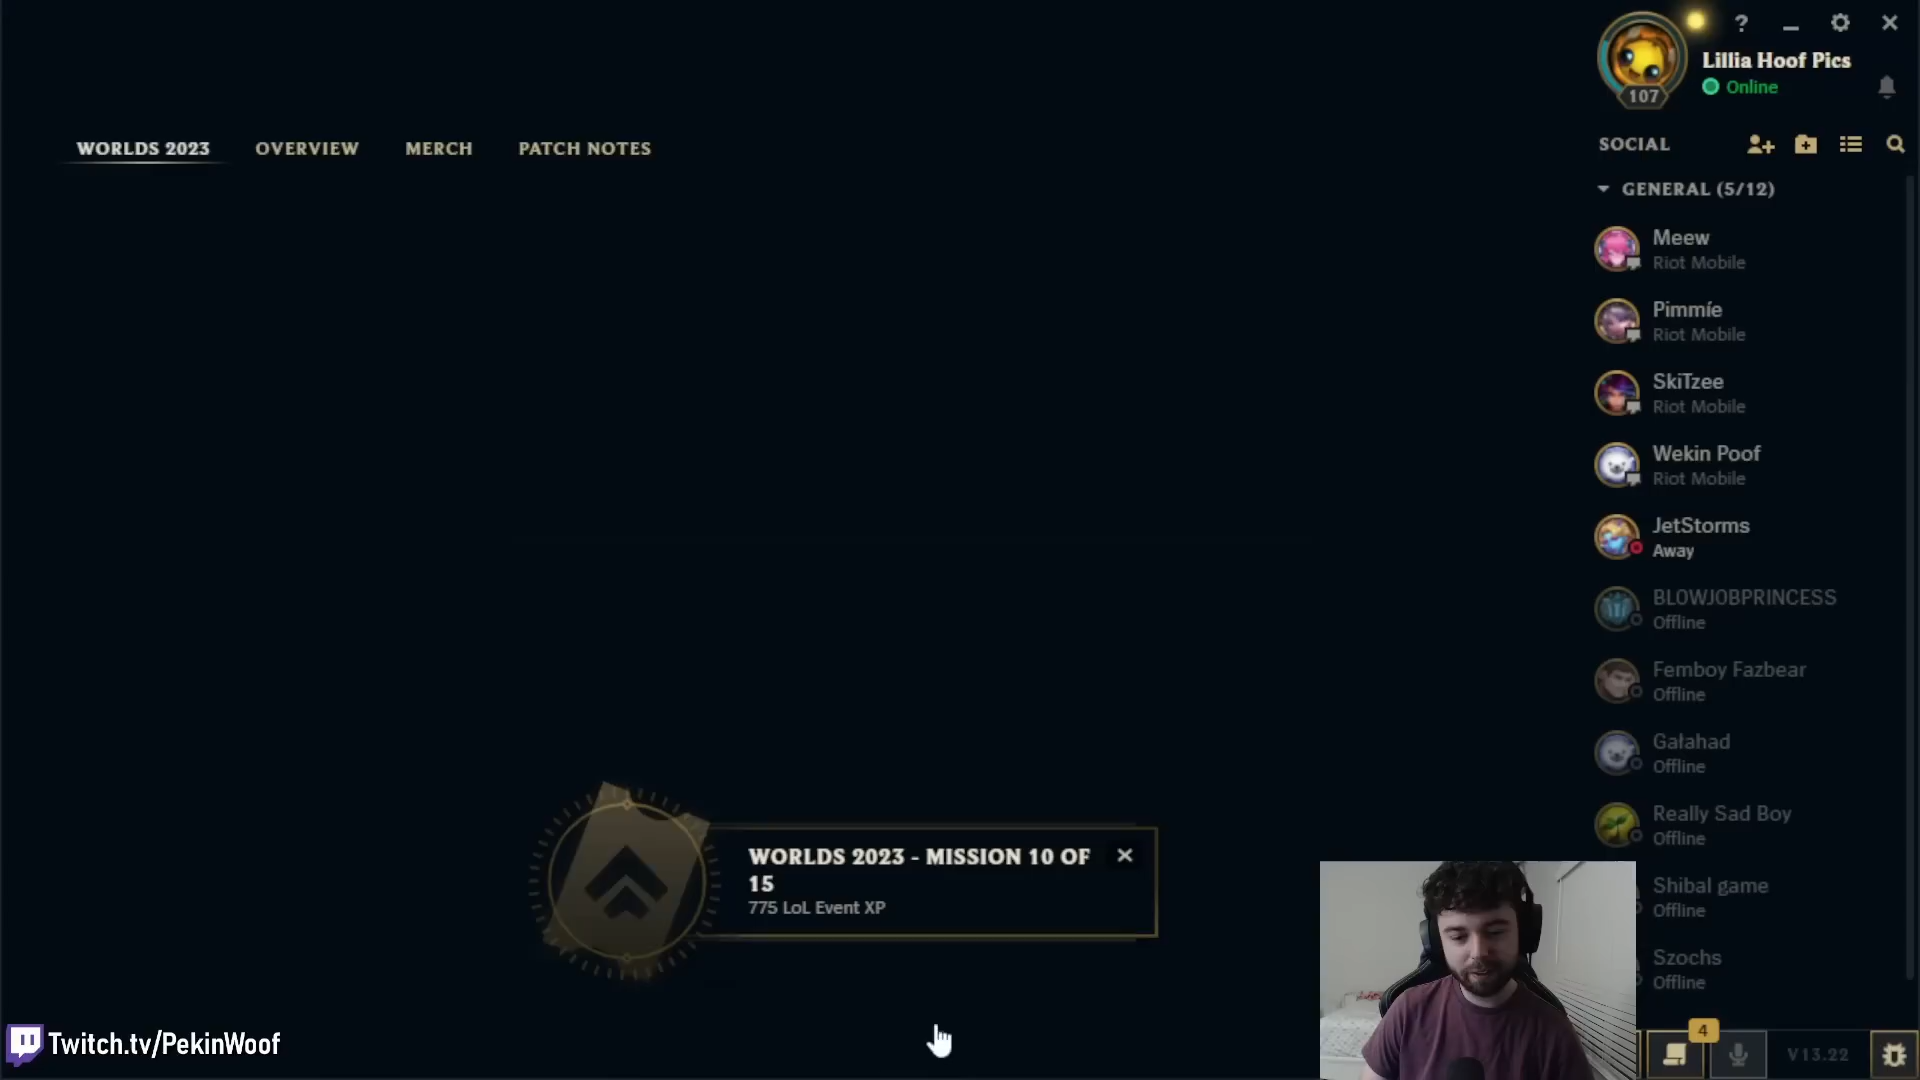 ?
Lillia Hoof Pics
Online
107
WORLDS 2023 OVERVIEW MERCH PATCH NOTES
SOCIAL
GENERAL (5/12)
Meew
Riot Mobile
Pimmíe
Riot Mobile
SkiTzee
Riot Mobile
Wekin Poof
Riot Mobile
JetStorms
Away
BLOWJOBPRINCESS
Offline
Femboy Fazbear
Offline
Gałahad
Offline
Really Sad Boy
Offline
Shibal game
Offline
Szochs
Offline
WORLDS 2023 - MISSION 10 OF
15
775 LoL Event XP
Twitch.tv/PekinWoof
4
V13.22